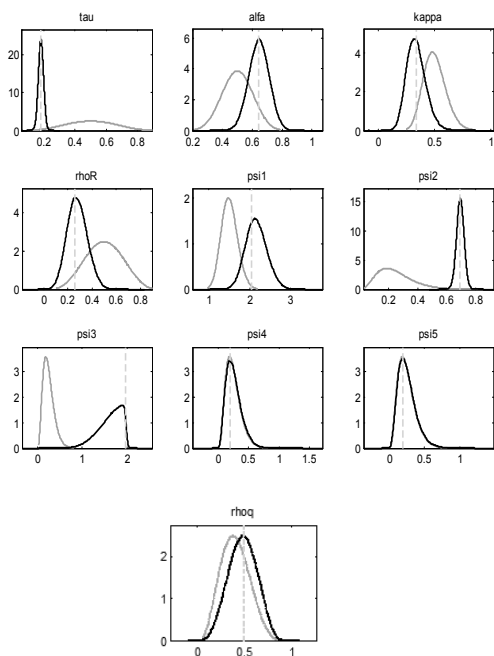 tau alfa kappa
20 10 0
0.2 0.4 0.6 0.8
6 4 2 0
0.2 0.4 0.6 0.8 1
4 2 0
0 0.5 1
rhoR psi1 psi2
4 2 0
0 0.2 0.4 0.6 0.8
2 1 0
1 2 3
15 10 5 0
0.2 0.4 0.6 0.8
psi3 psi4 psi5
3 2 1 0
0 1 2
3 2 1 0
0 0.5 1 1.5
3 2 1 0
0 0.5 1
rhoq
2 1 0
0 0.5 1